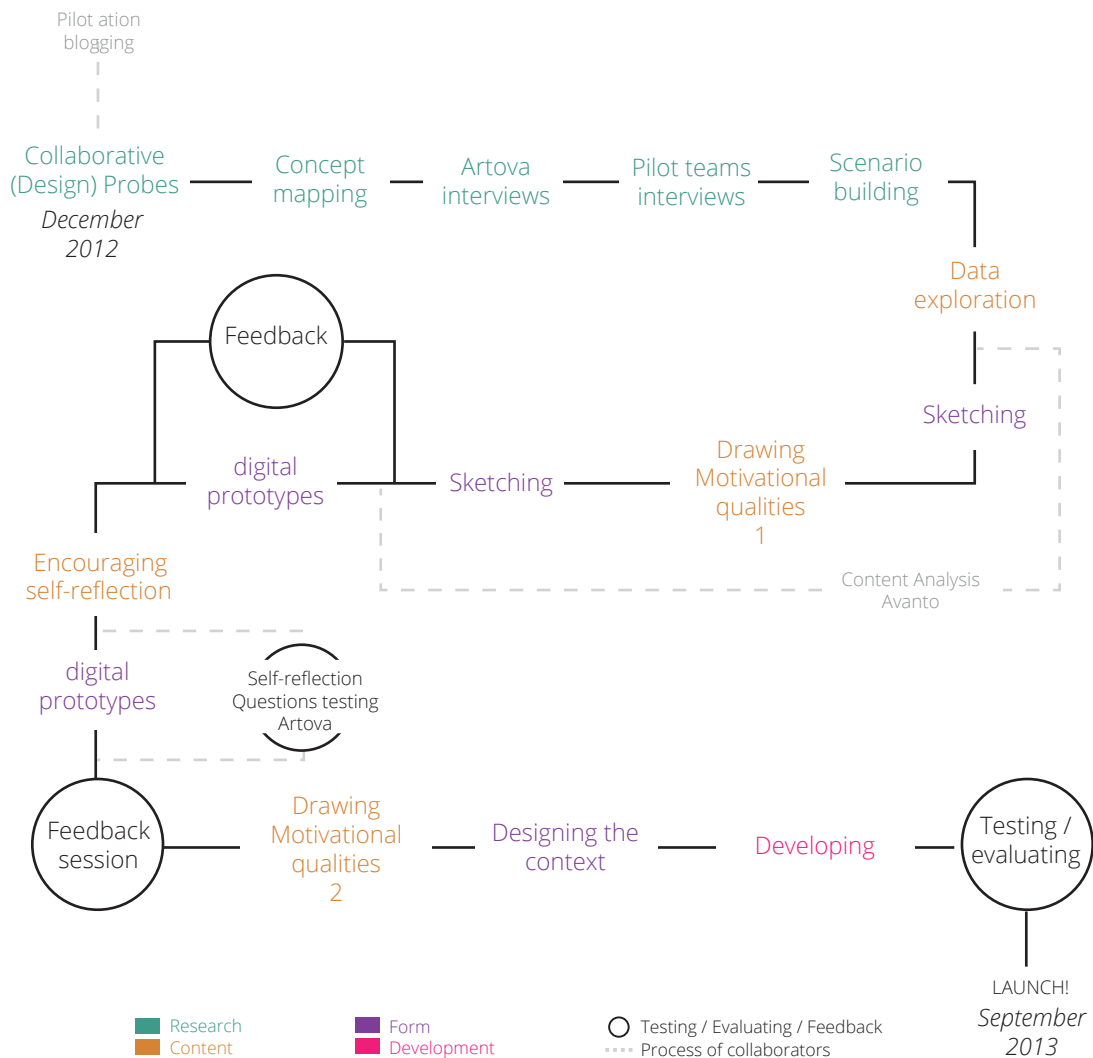 Pilot ation
blogging
Collaborative
(Design) Probes
December
2012
Concept
mapping
Artova
interviews
Pilot teams
interviews
Scenario
building
Data
exploration
Sketching
Drawing
Motivational
qualities
1
Sketching
digital
prototypes
Feedback
Content Analysis
Avanto
Encouraging
self-reflection
digital
prototypes
Self-reflection
Questions testing
Artova
Feedback
session
Drawing
Motivational
qualities
2
Designing the
context
Developing
Testing /
evaluating
LAUNCH!
September
2013
Research
Content
Form
Development
Testing / Evaluating / Feedback
Process of collaborators